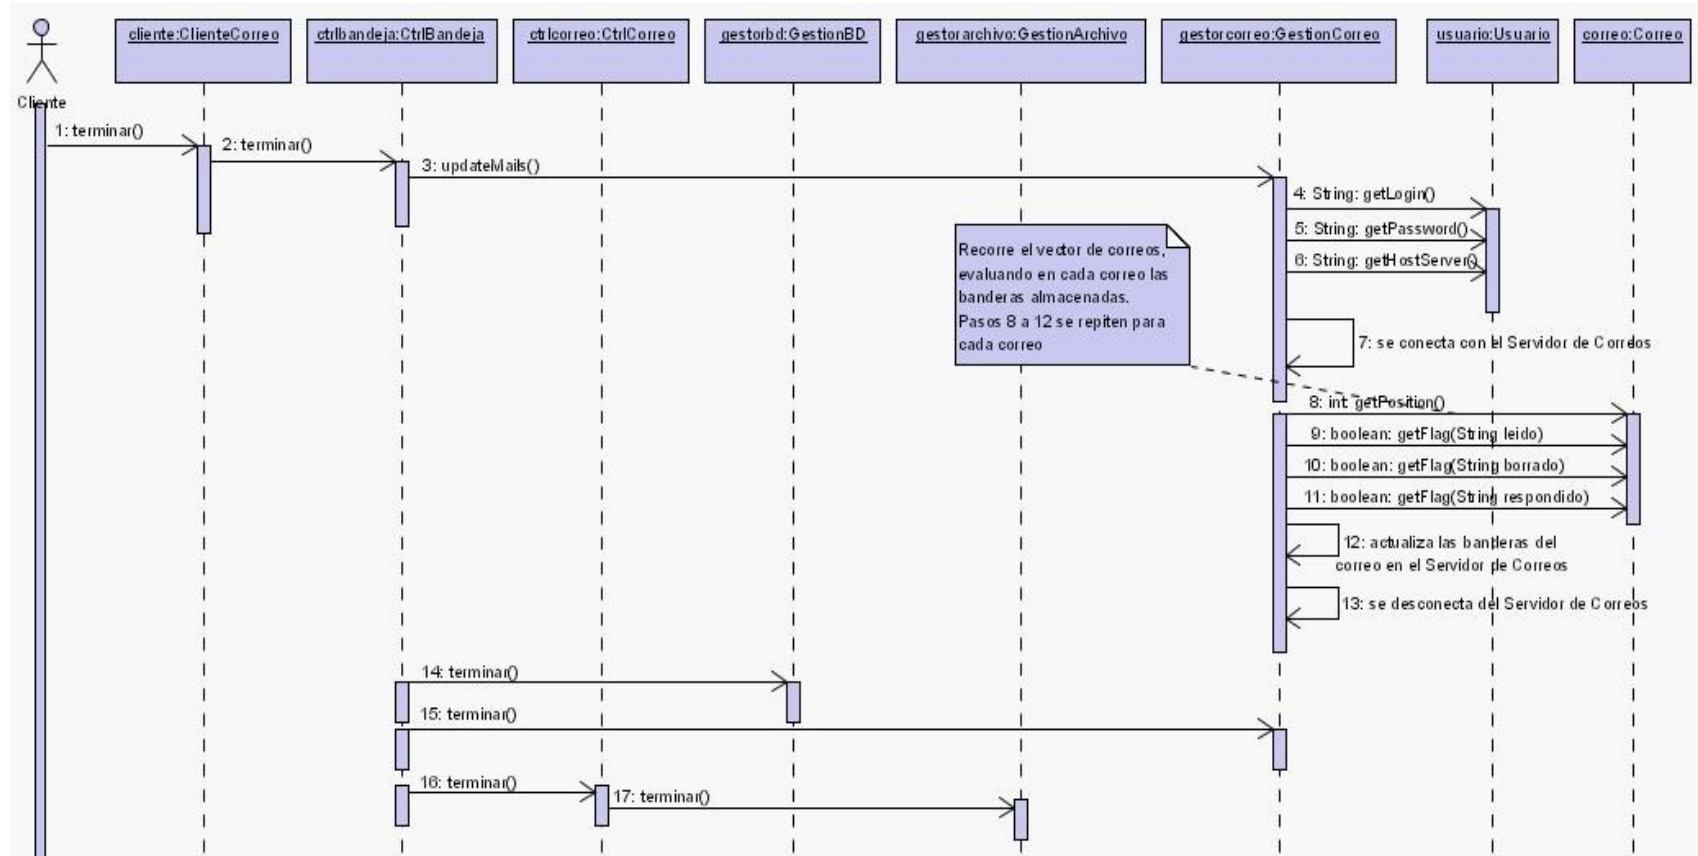 cliente:ClienteCorreo
ctrlbandeja:CtrlBandeja
ctrlcorreo:CtrlCorreo
gestorbd:GestionBD
gestorarchivo:GestionArchivo
gestorcorreo:GestionCorreo
usuario:Usuario
correo:Correo
Cliente
1: terminar()
2: terminar()
3: updateMails()
4: String: getLogin()
5: String: getPassword()
6: String: getHostServer()
Recorre el vector de correos,
evaluando en cada correo las
banderas almacenadas.
Pasos 8 a 12 se repiten para
cada correo
7: se conecta con el Servidor de Correos
8: int getPosition()
9: boolean: getFlag(String leido)
10: boolean: getFlag(String borrado)
11: boolean: getFlag(String respondido)
12: actualiza las banderas del
correo en el Servidor de Correos
13: se desconecta del Servidor de Correos
14: terminar()
15: terminar()
16: terminar()
17: terminar()